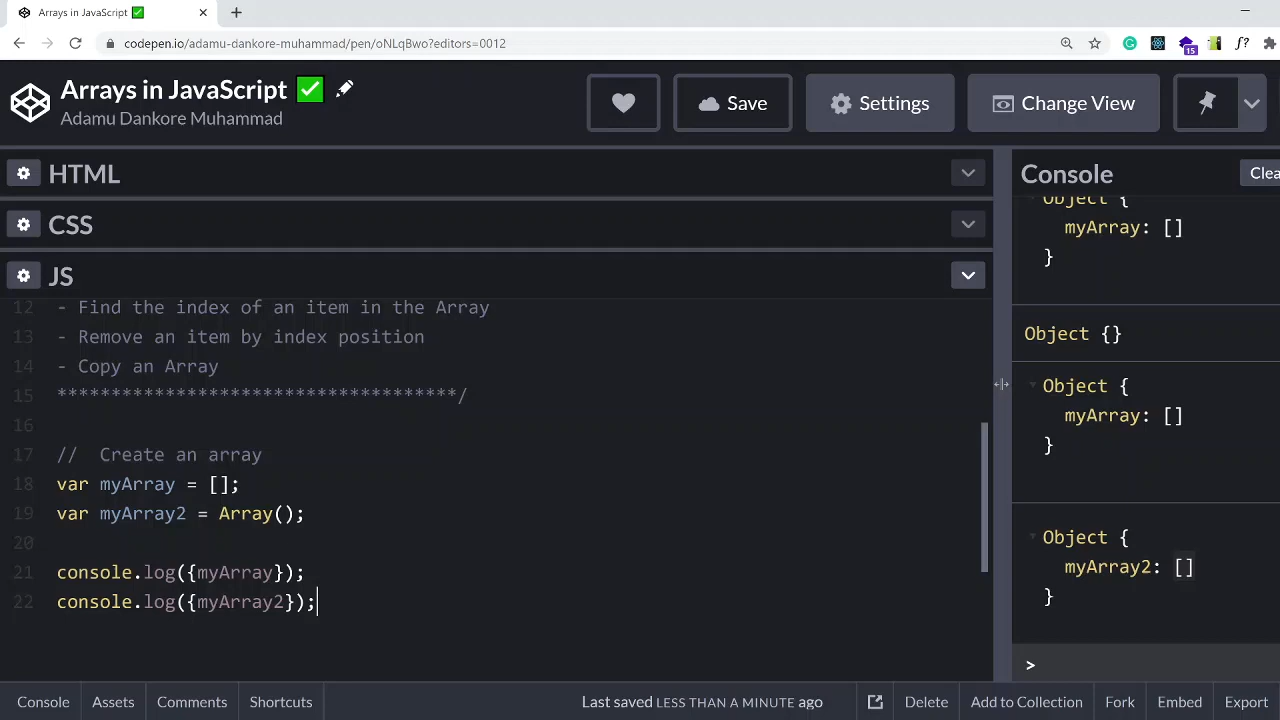 Arrays in JavaScript ✅
codepen.io/adamu-dankore-muhammad/pen/oNLqBwo?editors=0012
15
f?
Arrays in JavaScript ✅
Adamu Dankore Muhammad
Save
Settings
Change View
HTML
CSS
JS
12 - Find the index of an item in the Array
13 - Remove an item by index position
14 - Copy an Array
15 *************************************/
16
17 //  Create an array
18 var myArray = [];
19 var myArray2 = Array();
20
21 console.log({myArray});
22 console.log({myArray2});
Console
Clea
Object {
myArray: []
}
Object {}
Object {
myArray: []
}
Object {
myArray2: []
}
>
Console
Assets
Comments
Shortcuts
Last saved LESS THAN A MINUTE ago
Delete
Add to Collection
Fork
Embed
Export